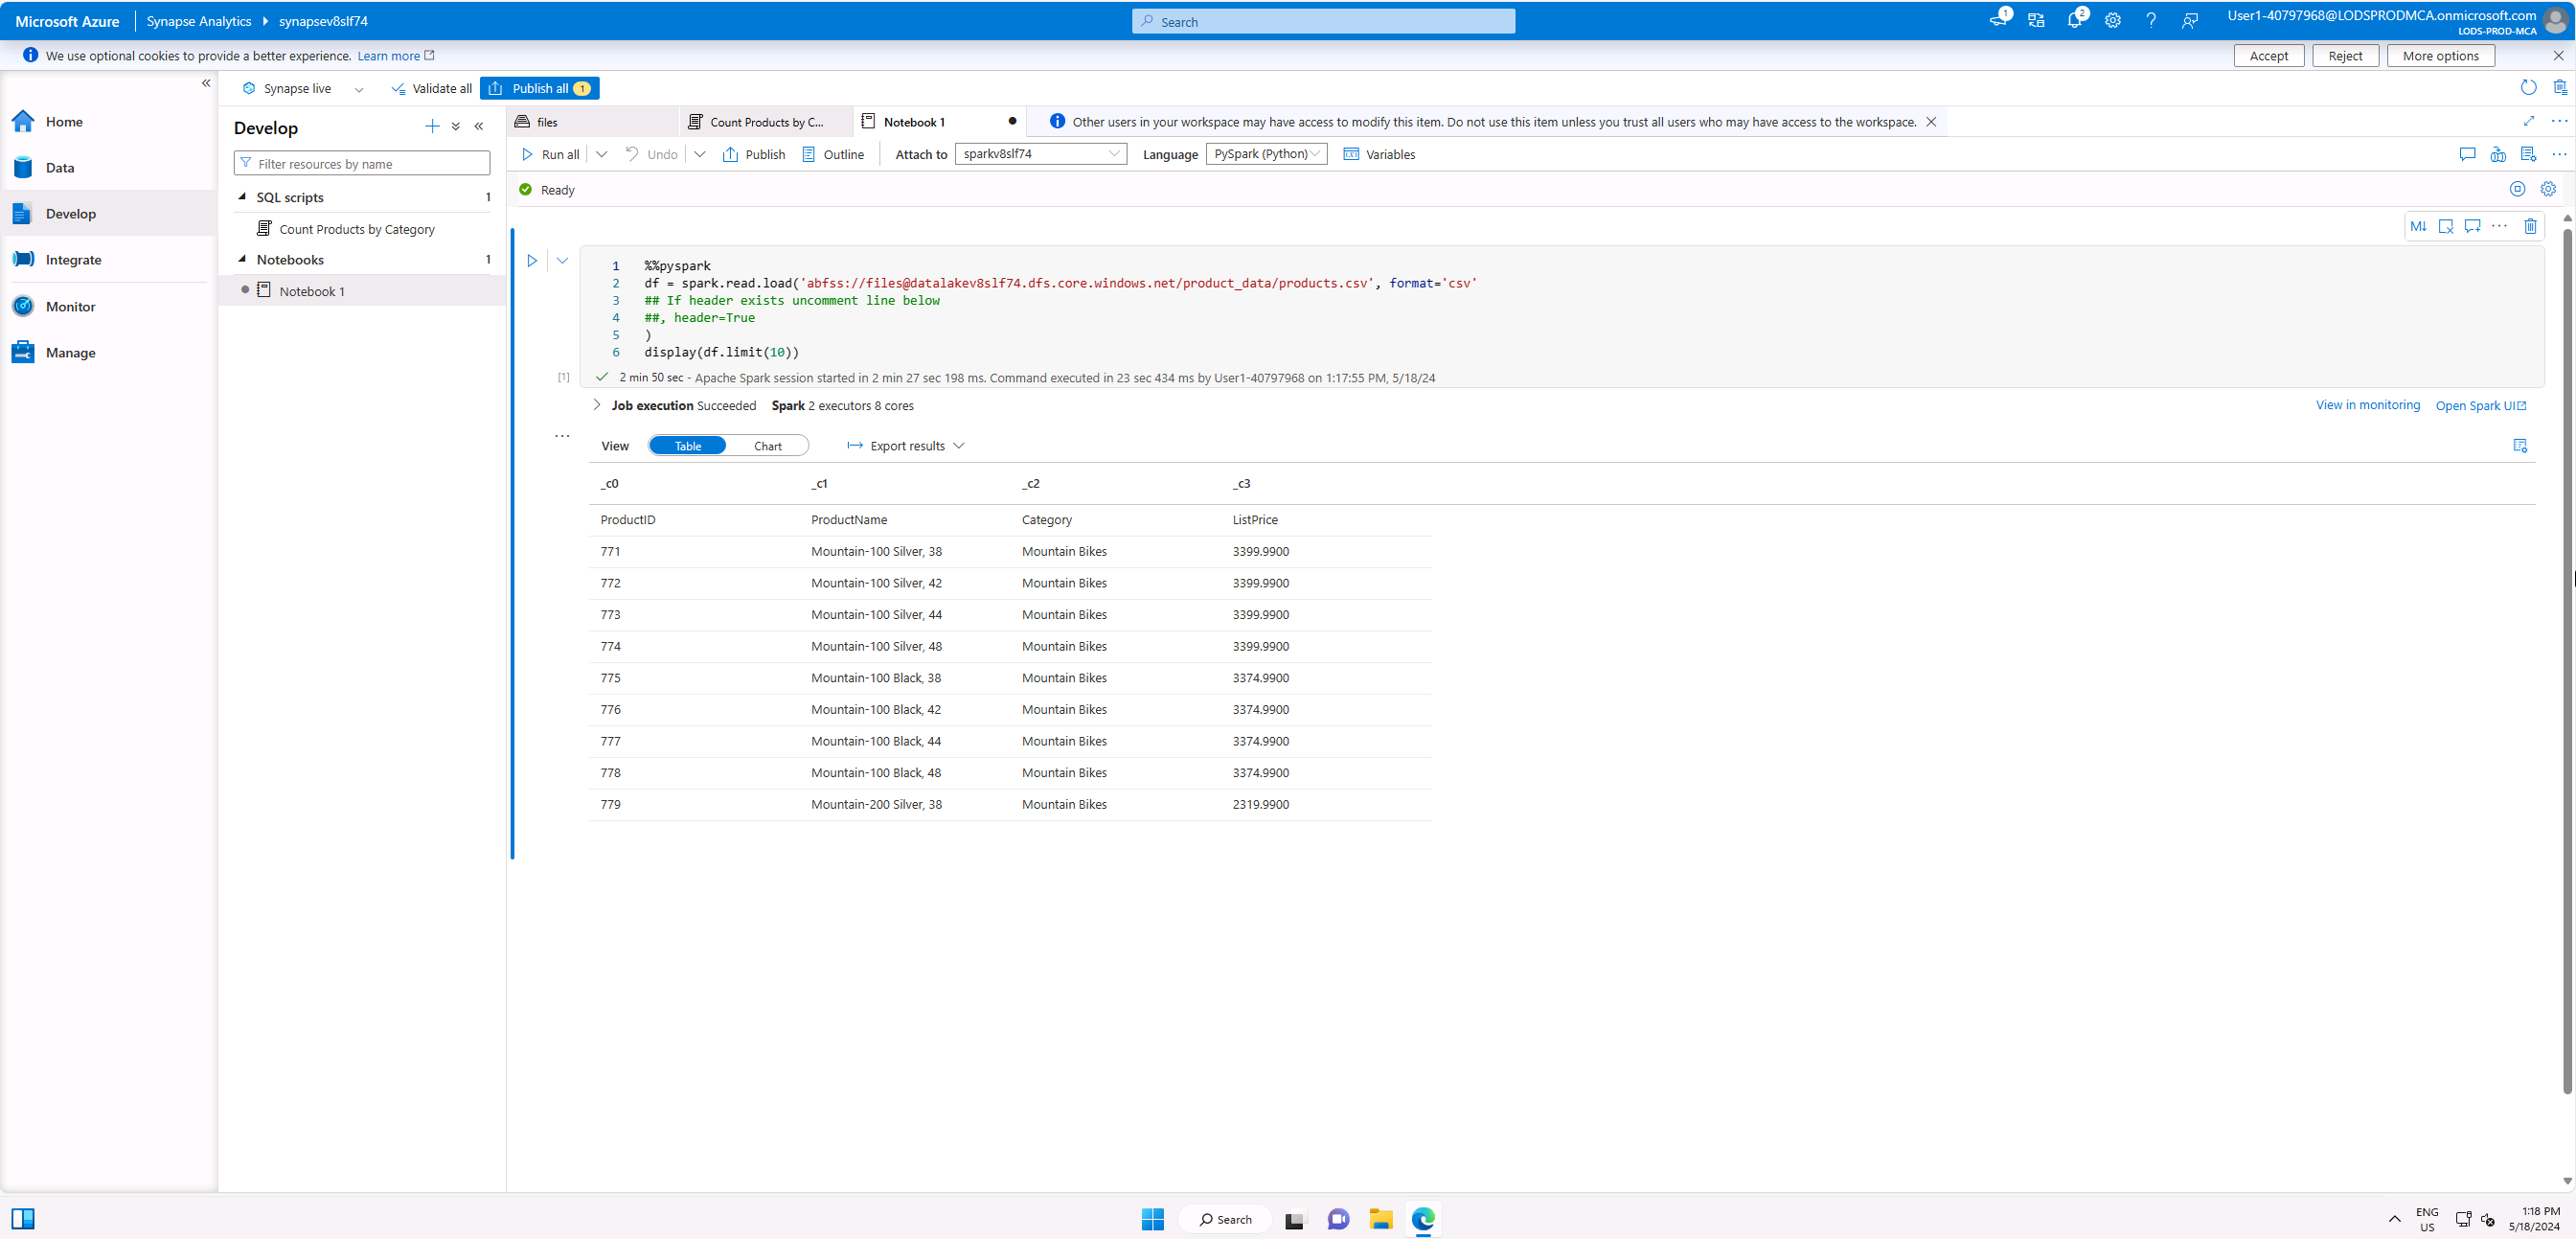 Microsoft Azure Synapse Analytics synapsev8slf74 Search 1 2 User1-40797968@LODSPRODMCA.onmicrosoft.com
LODS-PROD-MCA
We use optional cookies to provide a better experience. Learn more Accept Reject More options
Synapse live Validate all Publish all 1
Home
Data
Develop
Integrate
Monitor
Manage
Develop
Filter resources by name
SQL scripts 1
Count Products by Category
Notebooks 1
Notebook 1
files Count Products by C... Notebook 1 Other users in your workspace may have access to modify this item. Do not use this item unless you trust all users who may have access to the workspace.
Run all Undo Publish Outline Attach to sparkv8slf74 Language PySpark (Python) Variables
Ready
M↓
1 %%pyspark
2 df = spark.read.load('abfss://files@datalakev8slf74.dfs.core.windows.net/product_data/products.csv', format='csv'
3 ## If header exists uncomment line below
4 ##, header=True
5 )
6 display(df.limit(10))
[1] 2 min 50 sec - Apache Spark session started in 2 min 27 sec 198 ms. Command executed in 23 sec 434 ms by User1-40797968 on 1:17:55 PM, 5/18/24
Job execution Succeeded Spark 2 executors 8 cores View in monitoring Open Spark UI
View Table Chart Export results
_c0 _c1 _c2 _c3
ProductID ProductName Category ListPrice
771 Mountain-100 Silver, 38 Mountain Bikes 3399.9900
772 Mountain-100 Silver, 42 Mountain Bikes 3399.9900
773 Mountain-100 Silver, 44 Mountain Bikes 3399.9900
774 Mountain-100 Silver, 48 Mountain Bikes 3399.9900
775 Mountain-100 Black, 38 Mountain Bikes 3374.9900
776 Mountain-100 Black, 42 Mountain Bikes 3374.9900
777 Mountain-100 Black, 44 Mountain Bikes 3374.9900
778 Mountain-100 Black, 48 Mountain Bikes 3374.9900
779 Mountain-200 Silver, 38 Mountain Bikes 2319.9900
Search
ENG
US
1:18 PM
5/18/2024